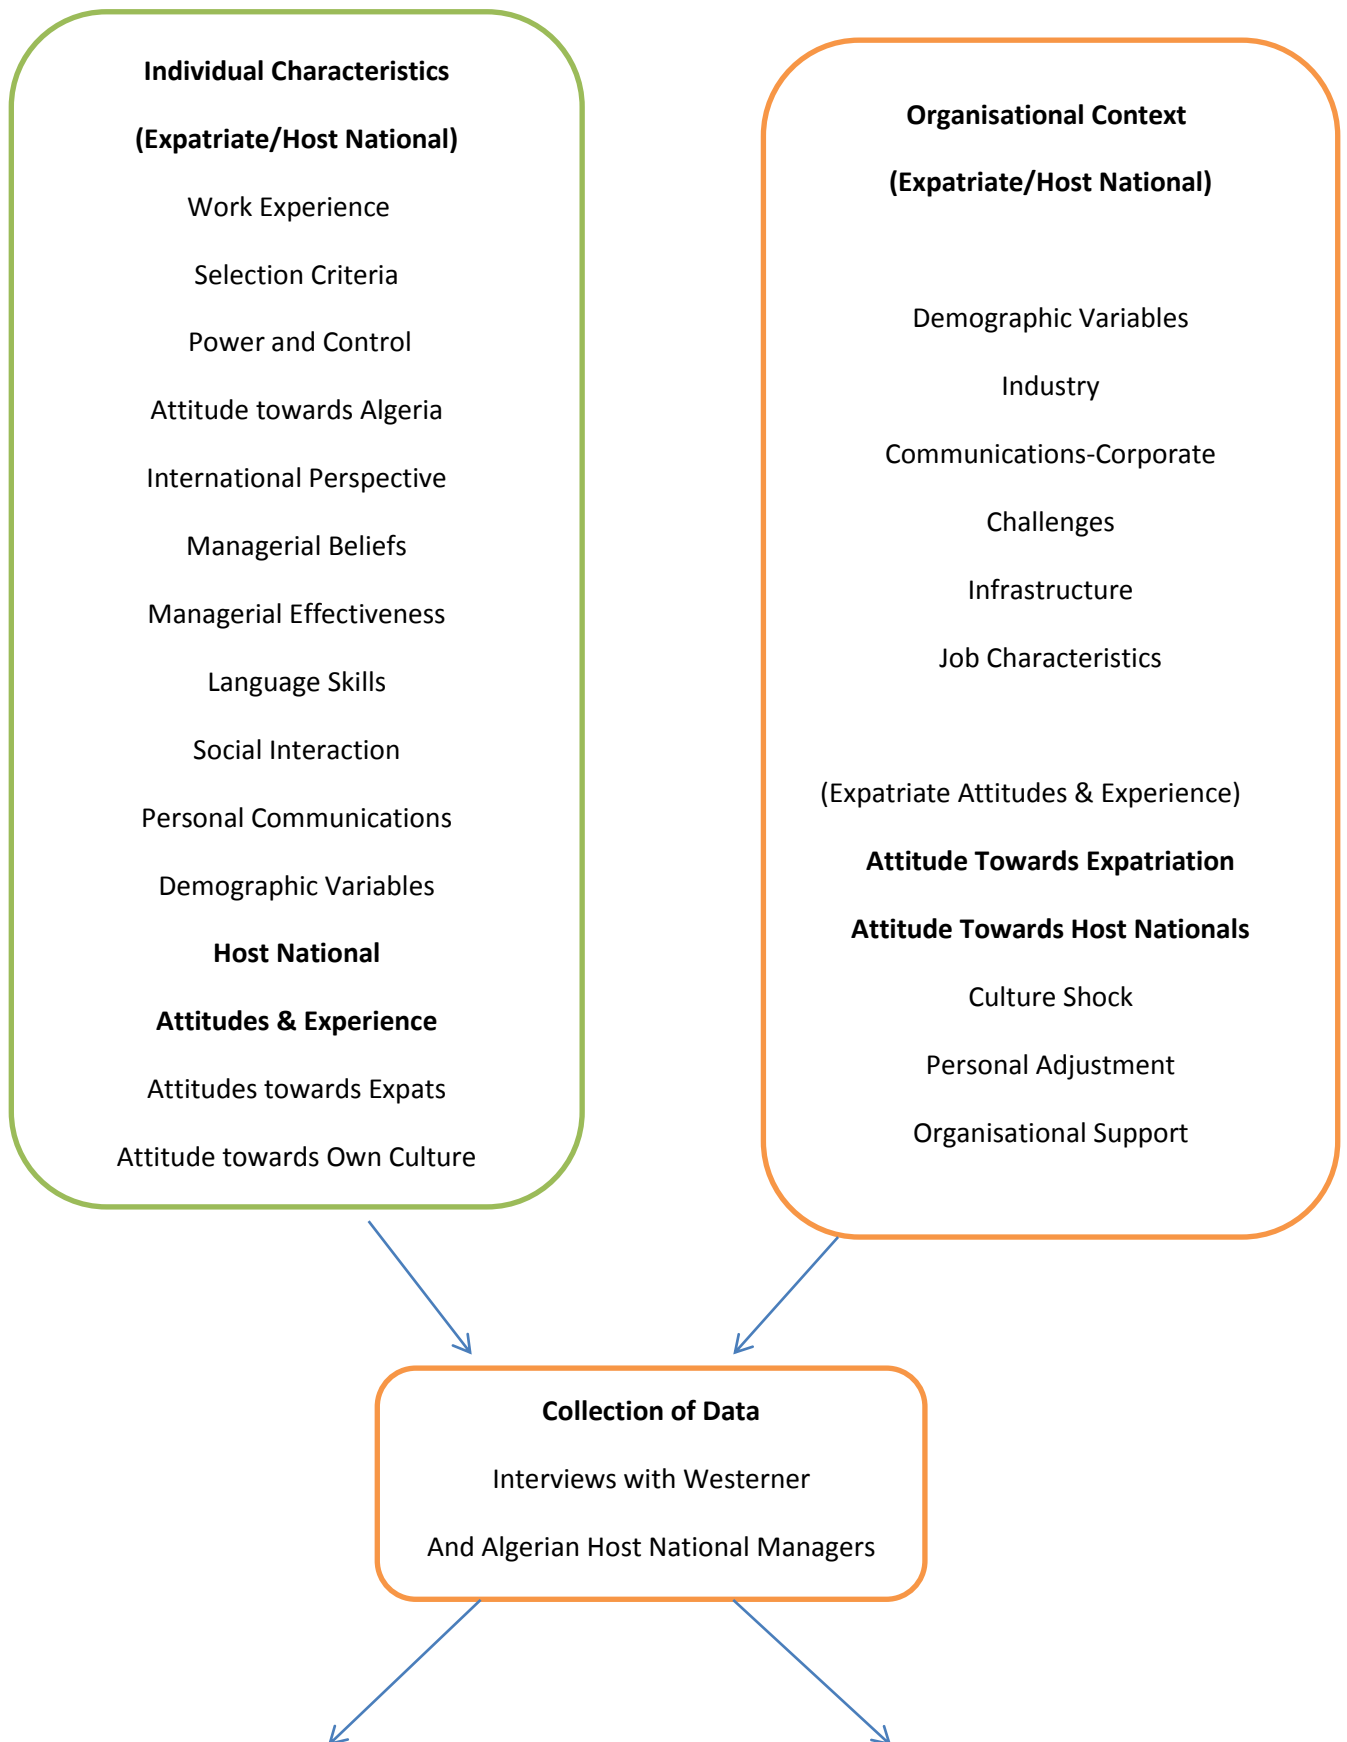 Individual Characteristics
(Expatriate/Host National)
Work Experience
Selection Criteria
Power and Control
Attitude towards Algeria
International Perspective
Managerial Beliefs
Managerial Effectiveness
Language Skills
Social Interaction
Personal Communications
Demographic Variables
Host National
Attitudes & Experience
Attitudes towards Expats
Attitude towards Own Culture
Organisational Context
(Expatriate/Host National)
Demographic Variables
Industry
Communications-Corporate
Challenges
Infrastructure
Job Characteristics
(Expatriate Attitudes & Experience)
Attitude Towards Expatriation
Attitude Towards Host Nationals
Culture Shock
Personal Adjustment
Organisational Support
Collection of Data
Interviews with Westerner
And Algerian Host National Managers